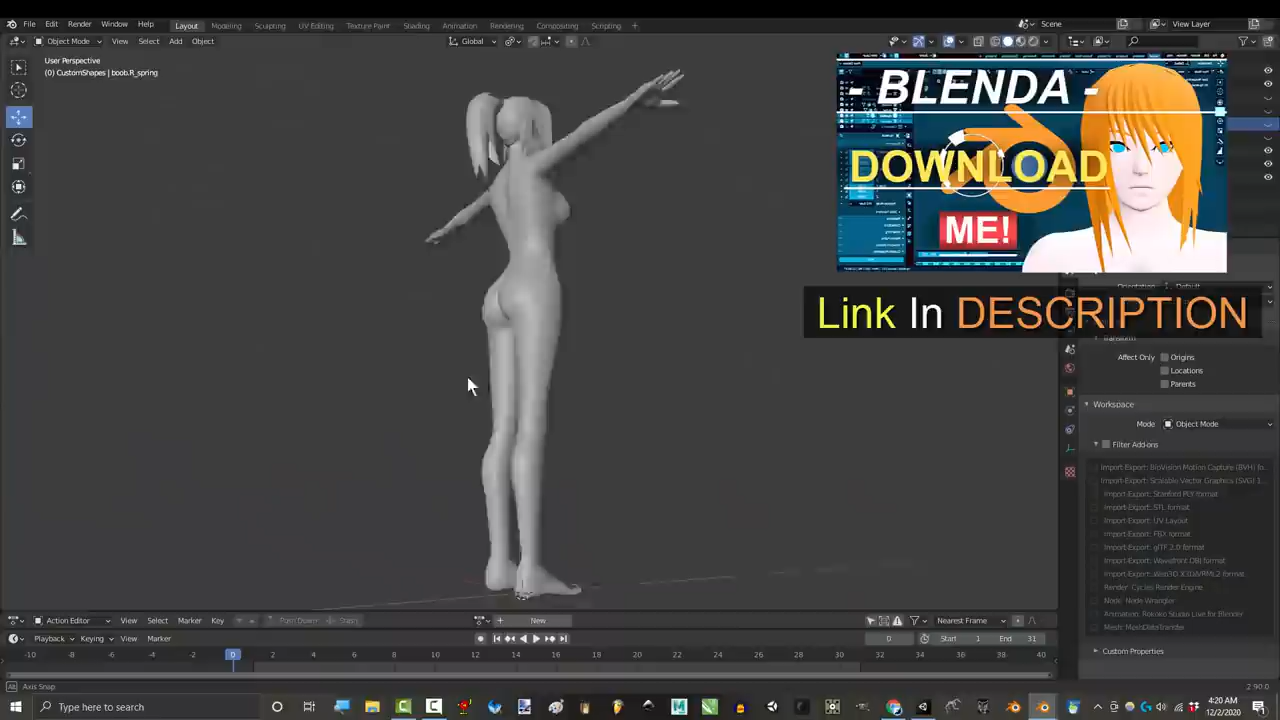 File Edit Render Window Help Layout Modeling Sculpting UV Editing Texture Paint Shading Animation Rendering Compositing Scripting + Scene View Layer
Object Mode View Select Add Object Global
User Perspective
(0) CustomShapes | boob.R_spring
- BLENDA -
DOWNLOAD
ME!
Link In DESCRIPTION
Orientation Default
Transform
Affect Only Origins
Locations
Parents
Workspace
Mode Object Mode
Filter Add-ons
Import-Export: BioVision Motion Capture (BVH) fo...
Import-Export: Scalable Vector Graphics (SVG) 1...
Import-Export: Stanford PLY format
Import-Export: STL format
Import-Export: UV Layout
Import-Export: FBX format
Import-Export: glTF 2.0 format
Import-Export: Wavefront OBJ format
Import-Export: Web3D X3D/VRML2 format
Render: Cycles Render Engine
Node: Node Wrangler
Animation: Rokoko Studio Live for Blender
Mesh: MeshDataTransfer
Custom Properties
Action Editor View Select Marker Key Push Down Stash New Nearest Frame
Playback Keying View Marker 0 Start 1 End 31
-10 -8 -6 -4 -2 0 2 4 6 8 10 12 14 16 18 20 22 24 26 28 30 32 34 36 38 40
Axis Snap 2.90.0
Type here to search
4:20 AM
12/2/2020